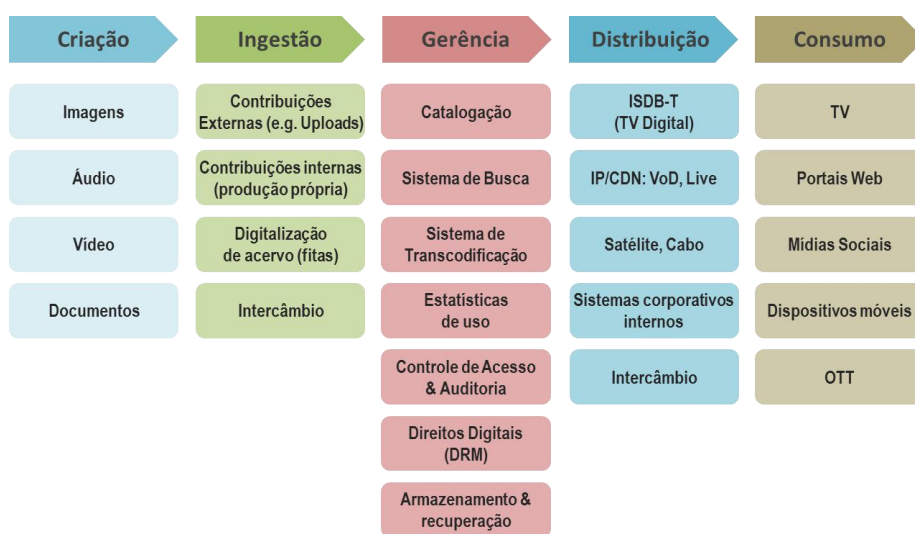 Criação
Ingestão
Gerência
Distribuição
Consumo
Imagens
Áudio
Vídeo
Documentos
Contribuições
Externas (e.g. Uploads)
Contribuições internas
(produção própria)
Digitalização
de acervo (fitas)
Intercâmbio
Catalogação
Sistema de Busca
Sistema de
Transcodificação
Estatísticas
de uso
Controle de Acesso
& Auditoria
Direitos Digitais
(DRM)
Armazenamento &
recuperação
ISDB-T
(TV Digital)
IP/CDN: VoD, Live
Satélite, Cabo
Sistemas corporativos
internos
Intercâmbio
TV
Portais Web
Mídias Sociais
Dispositivos móveis
OTT